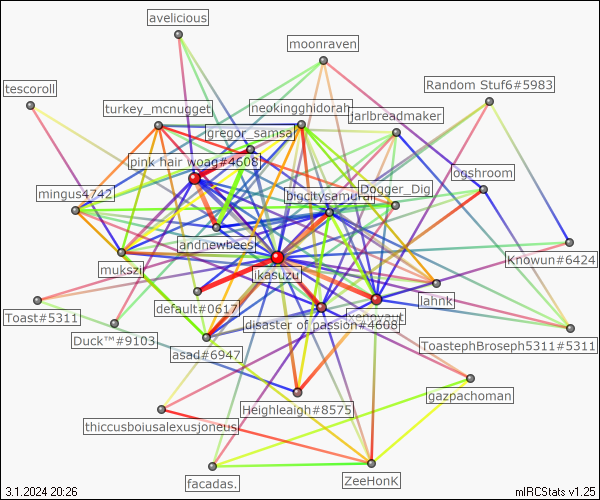 avelicious
moonraven
tescoroll
Random Stuf6#5983
turkey_mcnugget
neokingghidorah
jarlbreadmaker
gregor_samsa
pink hair woag#4608
ogshroom
mingus4742
bigcitysamurai
Dogger_Dig
andnewbees
Knowun#6424
mukszi
ikasuzu
lahnk
default#0617
Toast#5311
disaster of passion#4608
Duck™#9103
ToastephBroseph5311#5311
asad#6947
gazpachoman
Heighleagh#8575
thiccusboiusalexusjoneus
facadas.
ZeeHonK
3.1.2024 20:26
mIRCStats v1.25